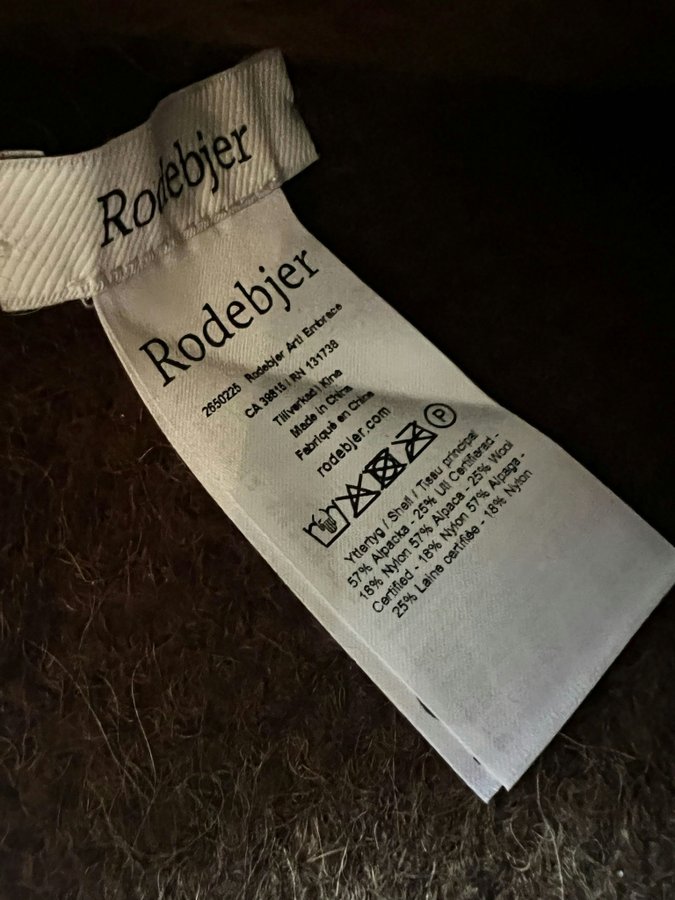 Rodebjer
Rodebjer
2650225 Rodebjer Arti Embrace
CA 39815 | RN 131738
Tillverkad i Kina
Made in China
Fabriqué en Chine
rodebjer.com
P
Yttertyg / Shell / Tissu principal
57% Alpacka - 25% Ull Certifierad -
18% Nylon 57% Alpaca - 25% Wool
Certified - 18% Nylon 57% Alpaga -
25% Laine certifiée - 18% Nylon